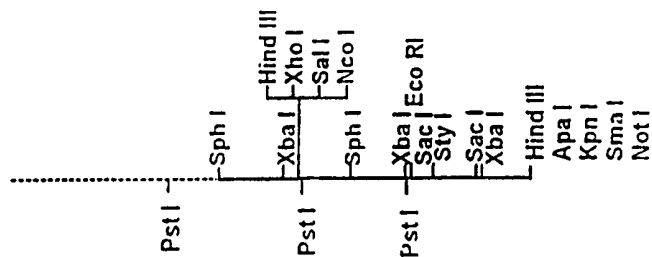 Hind III
Xho I
Sal I
Nco I
Sph I
Xba I
Sph I
Xba I
Eco RI
Sac I
Sty I
Sac I
Xba I
Hind III
Apa I
Kpn I
Sma I
Not I
Pst I
Pst I
Pst I